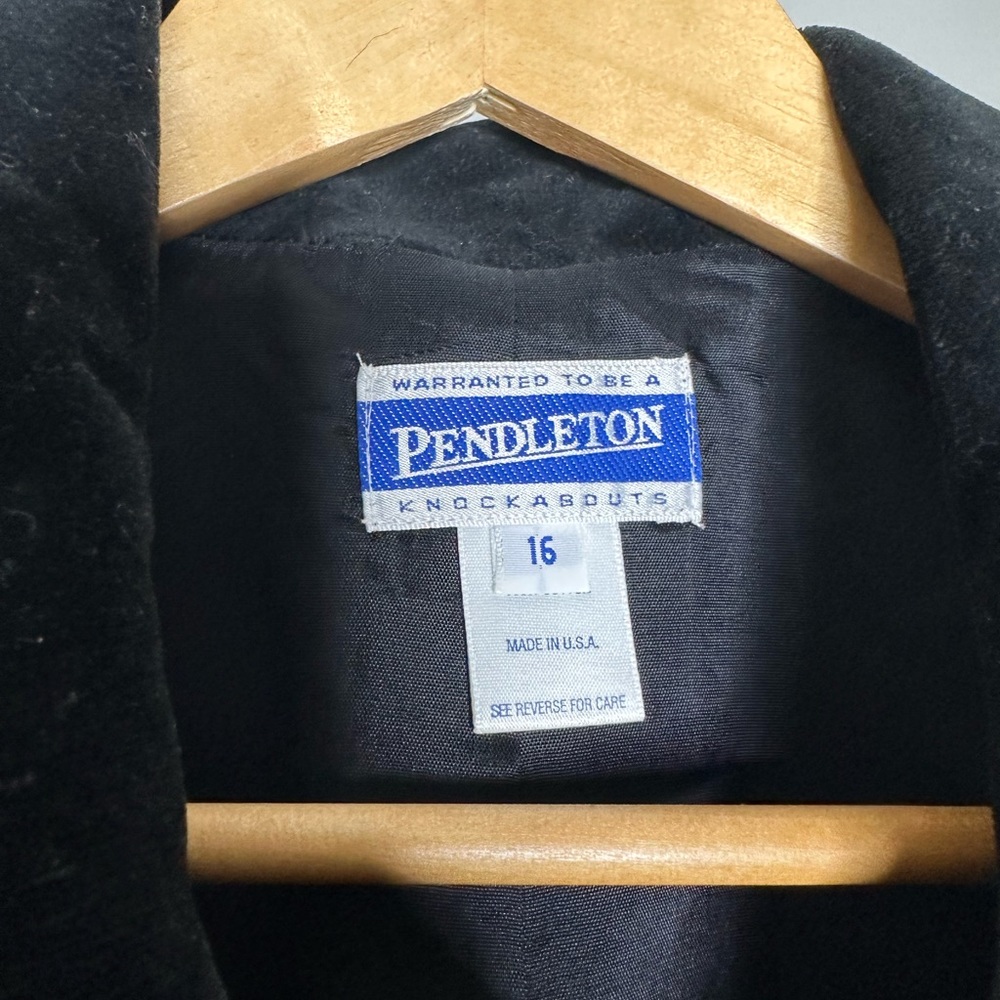 WARRANTED TO BE A
PENDLETON
KNOCKABOUTS
16
MADE IN U.S.A.
SEE REVERSE FOR CARE